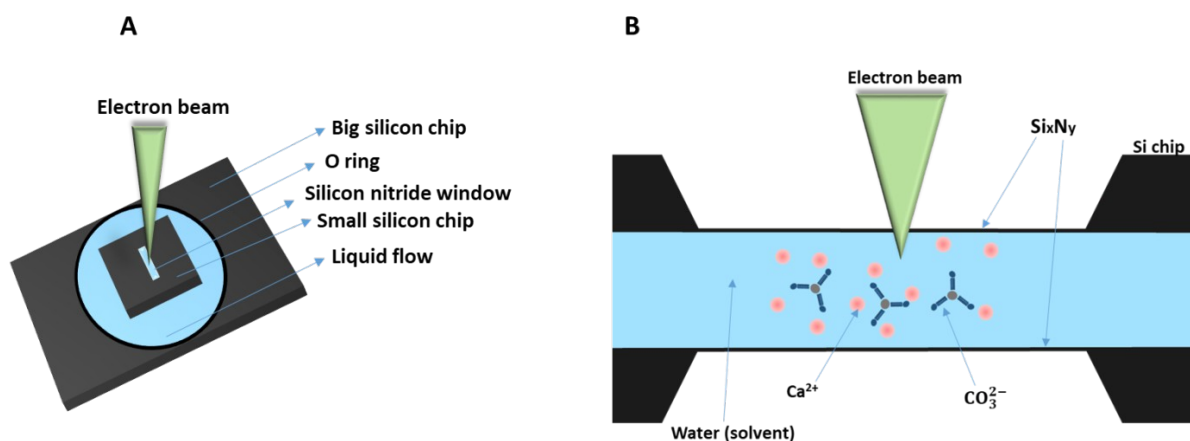 A
Electron beam
Big silicon chip
O ring
Silicon nitride window
Small silicon chip
Liquid flow
B
Electron beam
SiₓNᵧ
Si chip
Ca²⁺
CO₃²⁻
Water (solvent)